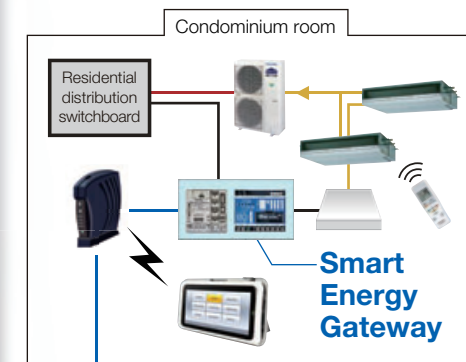 Condominium room
Residential
distribution
switchboard
Smart
Energy
Gateway